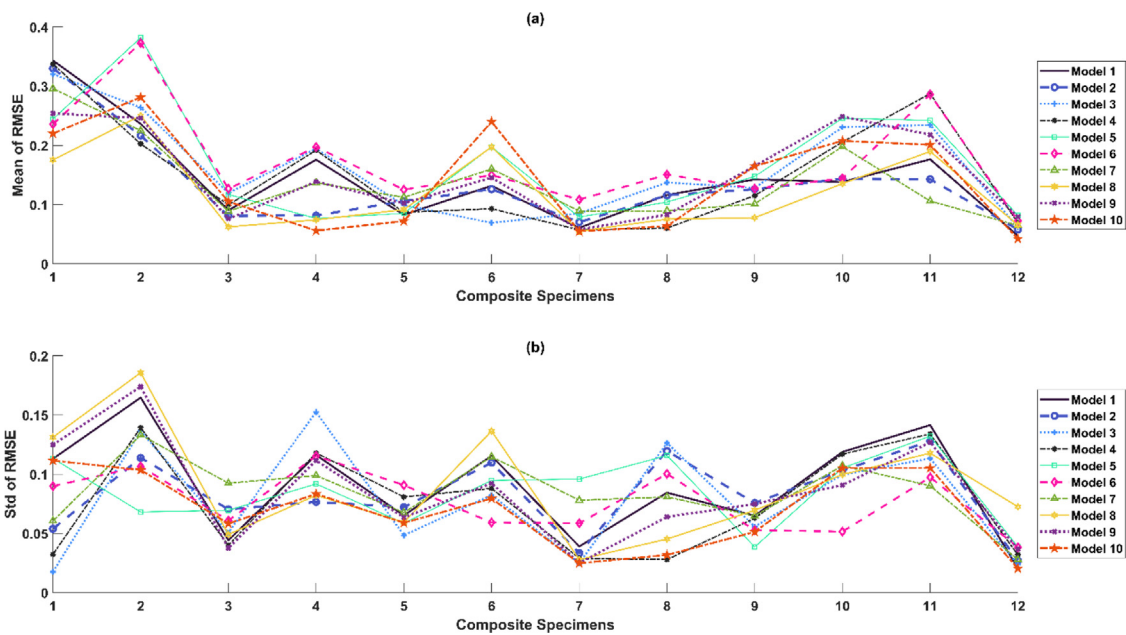 (a)
0.4
0.3
0.2
0.1
0
Mean of RMSE
1 2 3 4 5 6 7 8 9 10 11 12
Composite Specimens
Model 1
Model 2
Model 3
Model 4
Model 5
Model 6
Model 7
Model 8
Model 9
Model 10
(b)
0.2
0.15
0.1
0.05
0
Std of RMSE
1 2 3 4 5 6 7 8 9 10 11 12
Composite Specimens
Model 1
Model 2
Model 3
Model 4
Model 5
Model 6
Model 7
Model 8
Model 9
Model 10